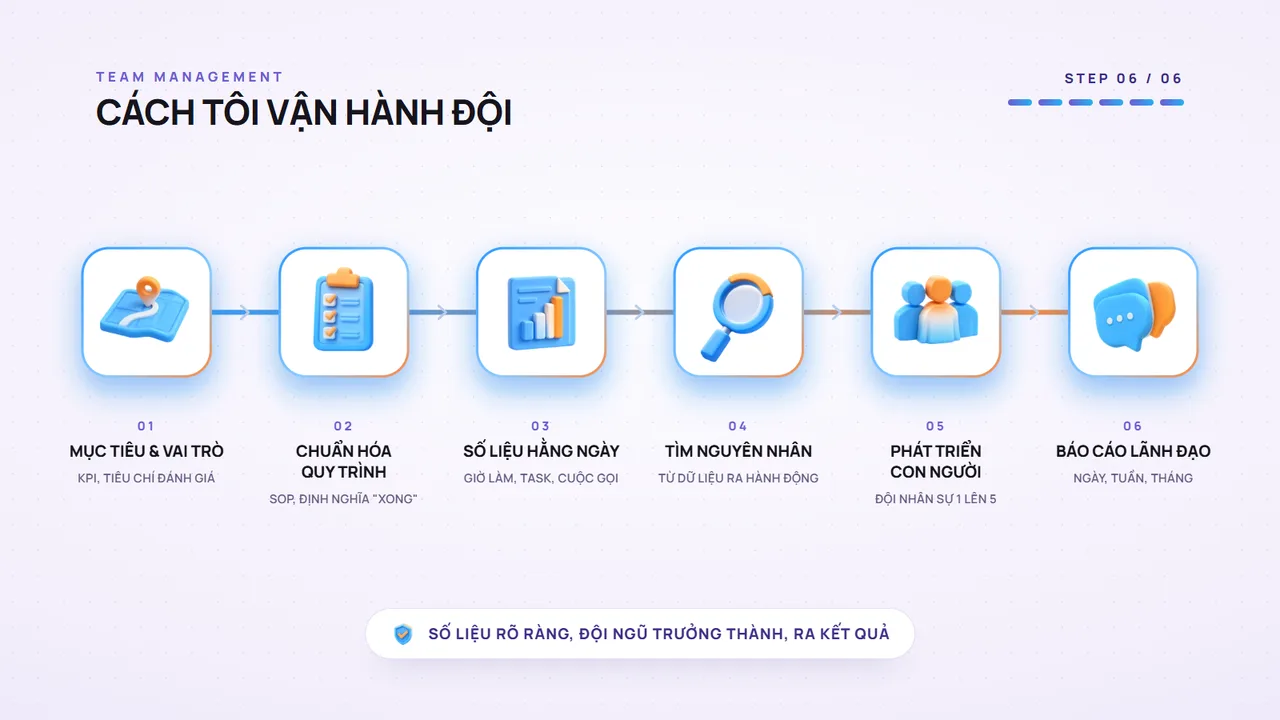 TEAM MANAGEMENT
CÁCH TÔI VẬN HÀNH ĐỘI
STEP 06 / 06
01
MỤC TIÊU & VAI TRÒ
KPI, TIÊU CHÍ ĐÁNH GIÁ
02
CHUẨN HÓA
QUY TRÌNH
SOP, ĐỊNH NGHĨA "XONG"
03
SỐ LIỆU HẰNG NGÀY
GIỜ LÀM, TASK, CUỘC GỌI
04
TÌM NGUYÊN NHÂN
TỪ DỮ LIỆU RA HÀNH ĐỘNG
05
PHÁT TRIỂN
CON NGƯỜI
ĐỘI NHÂN SỰ 1 LÊN 5
06
BÁO CÁO LÃNH ĐẠO
NGÀY, TUẦN, THÁNG
SỐ LIỆU RÕ RÀNG, ĐỘI NGŨ TRƯỞNG THÀNH, RA KẾT QUẢ